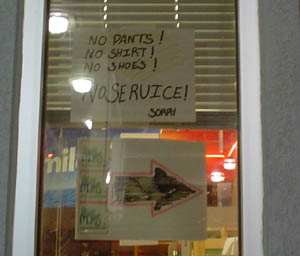 NO PANTS!
NO SHIRT!
NO SHOES!
NO SERVICE!
SORRY